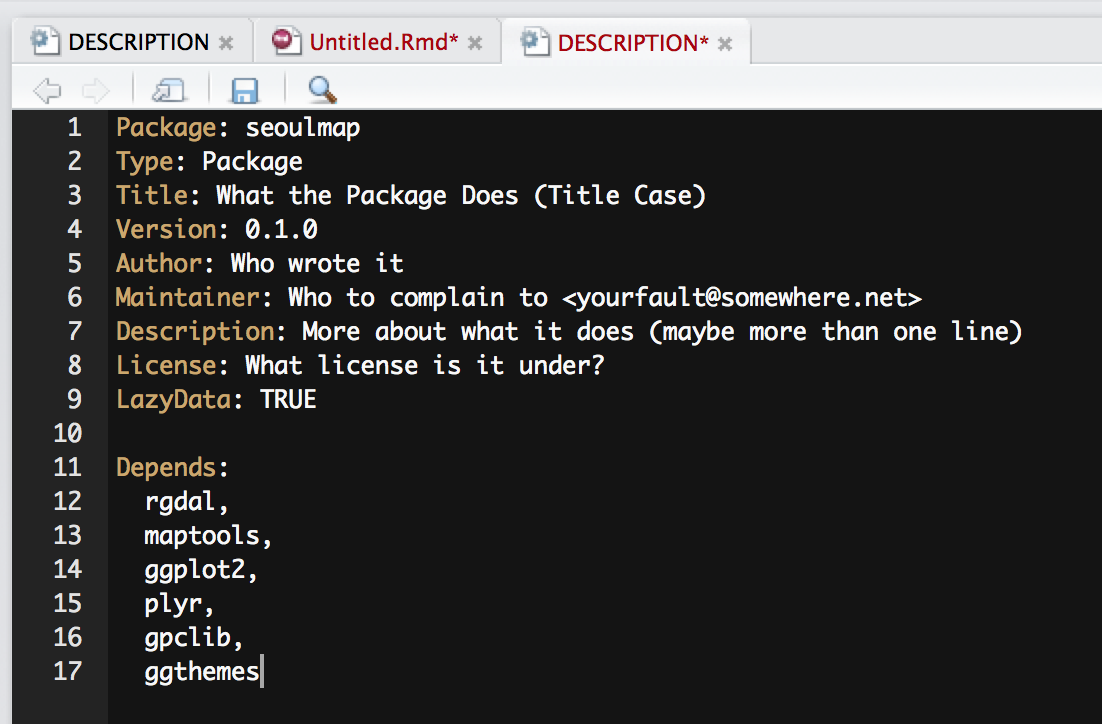 DESCRIPTION Untitled.Rmd* DESCRIPTION*
1 Package: seoulmap
2 Type: Package
3 Title: What the Package Does (Title Case)
4 Version: 0.1.0
5 Author: Who wrote it
6 Maintainer: Who to complain to <yourfault@somewhere.net>
7 Description: More about what it does (maybe more than one line)
8 License: What license is it under?
9 LazyData: TRUE
10
11 Depends:
12 rgdal,
13 maptools,
14 ggplot2,
15 plyr,
16 gpclib,
17 ggthemes